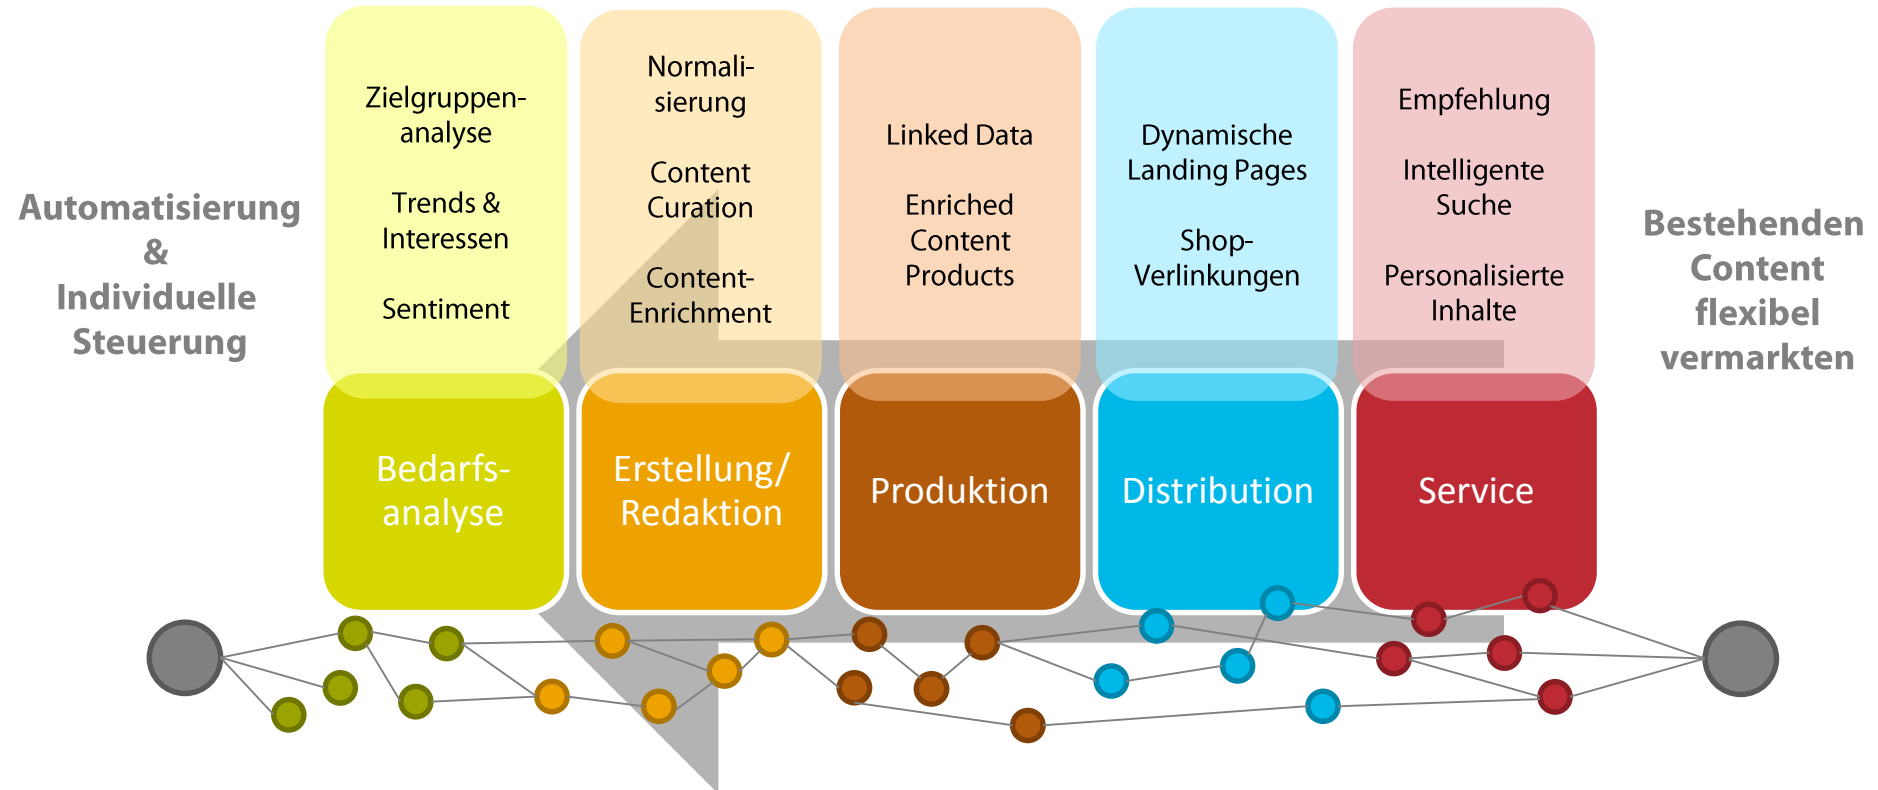 Automatisierung
&
Individuelle
Steuerung
Zielgruppen-
analyse
Trends &
Interessen
Sentiment
Bedarfs-
analyse
Normali-
sierung
Content
Curation
Content-
Enrichment
Erstellung/
Redaktion
Linked Data
Enriched
Content
Products
Produktion
Dynamische
Landing Pages
Shop-
Verlinkungen
Distribution
Empfehlung
Intelligente
Suche
Personalisierte
Inhalte
Service
Bestehenden
Content
flexibel
vermarkten